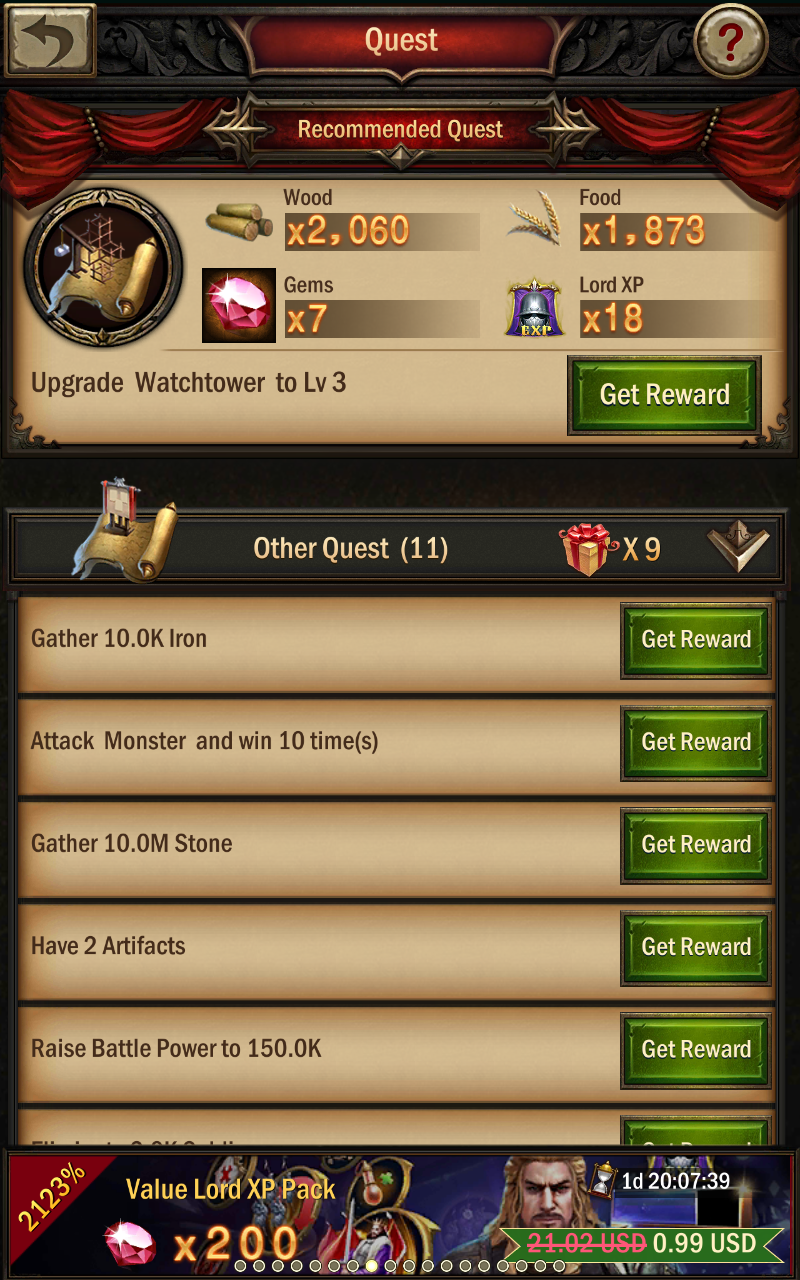 Quest
?
Recommended Quest
Wood
x2,060
Food
x1,873
Gems
x7
Lord XP
EXP
x18
Upgrade Watchtower to Lv 3
Get Reward
Other Quest (11)
X 9
Gather 10.0K Iron
Get Reward
Attack Monster and win 10 time(s)
Get Reward
Gather 10.0M Stone
Get Reward
Have 2 Artifacts
Get Reward
Raise Battle Power to 150.0K
Get Reward
Get Reward
2123%
Value Lord XP Pack
1d 20:07:39
x200
21.02 USD 0.99 USD